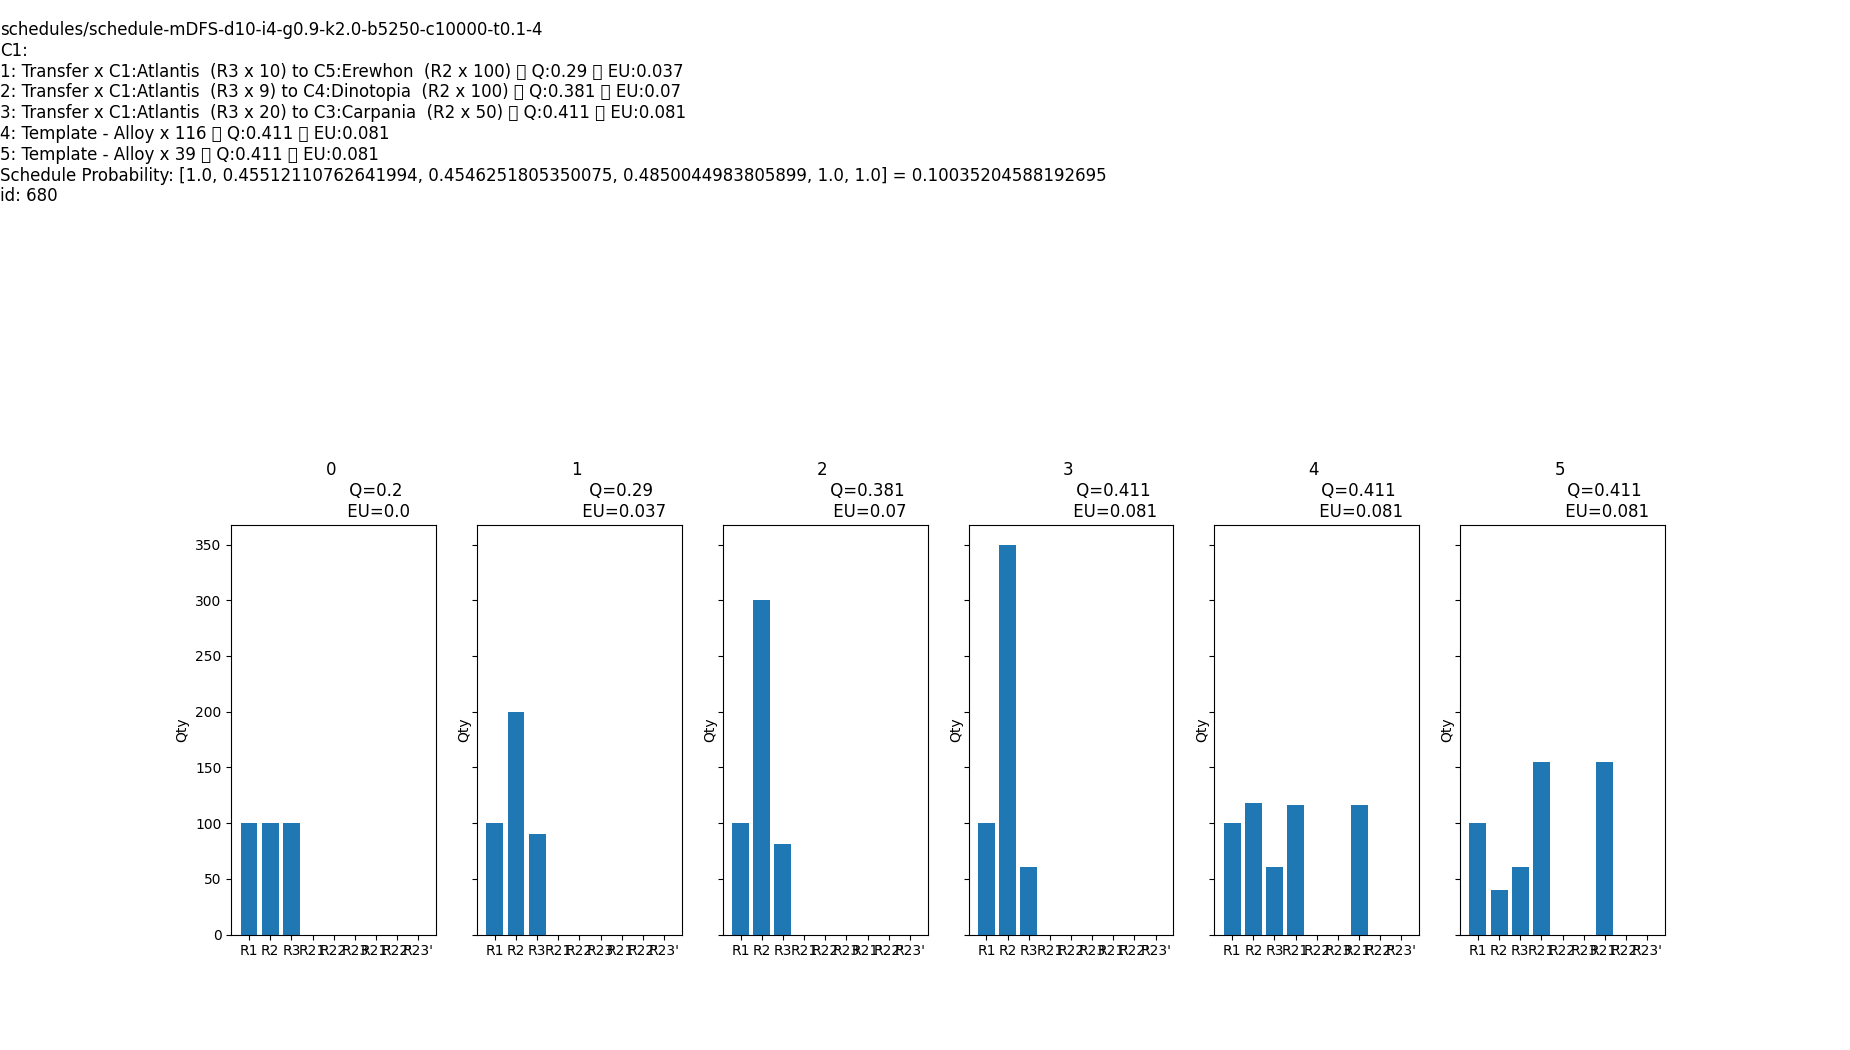 schedules/schedule-mDFS-d10-i4-g0.9-k2.0-b5250-c10000-t0.1-4
C1:
1: Transfer x C1:Atlantis  (R3 x 10) to C5:Erewhon  (R2 x 100) ▯ Q:0.29 ▯ EU:0.037
2: Transfer x C1:Atlantis  (R3 x 9) to C4:Dinotopia  (R2 x 100) ▯ Q:0.381 ▯ EU:0.07
3: Transfer x C1:Atlantis  (R3 x 20) to C3:Carpania  (R2 x 50) ▯ Q:0.411 ▯ EU:0.081
4: Template - Alloy x 116 ▯ Q:0.411 ▯ EU:0.081
5: Template - Alloy x 39 ▯ Q:0.411 ▯ EU:0.081
Schedule Probability: [1.0, 0.45512110762641994, 0.4546251805350075, 0.4850044983805899, 1.0, 1.0] = 0.10035204588192695
id: 680
0
Q=0.2
EU=0.0
1
Q=0.29
EU=0.037
2
Q=0.381
EU=0.07
3
Q=0.411
EU=0.081
4
Q=0.411
EU=0.081
5
Q=0.411
EU=0.081
350
300
250
200
150
100
50
0
Qty
Qty
Qty
Qty
Qty
Qty
R1 R2 R3 R21 R22 R23 R21' R22' R23'
R1 R2 R3 R21 R22 R23 R21' R22' R23'
R1 R2 R3 R21 R22 R23 R21' R22' R23'
R1 R2 R3 R21 R22 R23 R21' R22' R23'
R1 R2 R3 R21 R22 R23 R21' R22' R23'
R1 R2 R3 R21 R22 R23 R21' R22' R23'